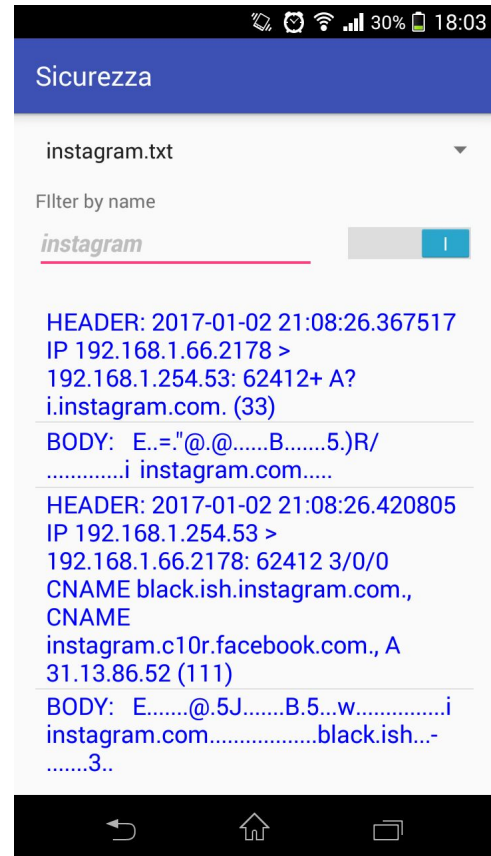 30% 18:03
Sicurezza
instagram.txt
FIlter by name
instagram I
HEADER: 2017-01-02 21:08:26.367517
IP 192.168.1.66.2178 >
192.168.1.254.53: 62412+ A?
i.instagram.com. (33)
BODY: E..=."@.@......B.......5.)R/
.............i instagram.com.....
HEADER: 2017-01-02 21:08:26.420805
IP 192.168.1.254.53 >
192.168.1.66.2178: 62412 3/0/0
CNAME black.ish.instagram.com.,
CNAME
instagram.c10r.facebook.com., A
31.13.86.52 (111)
BODY: E.......@.5J.......B.5...w...............i
instagram.com..................black.ish...-
.......3..